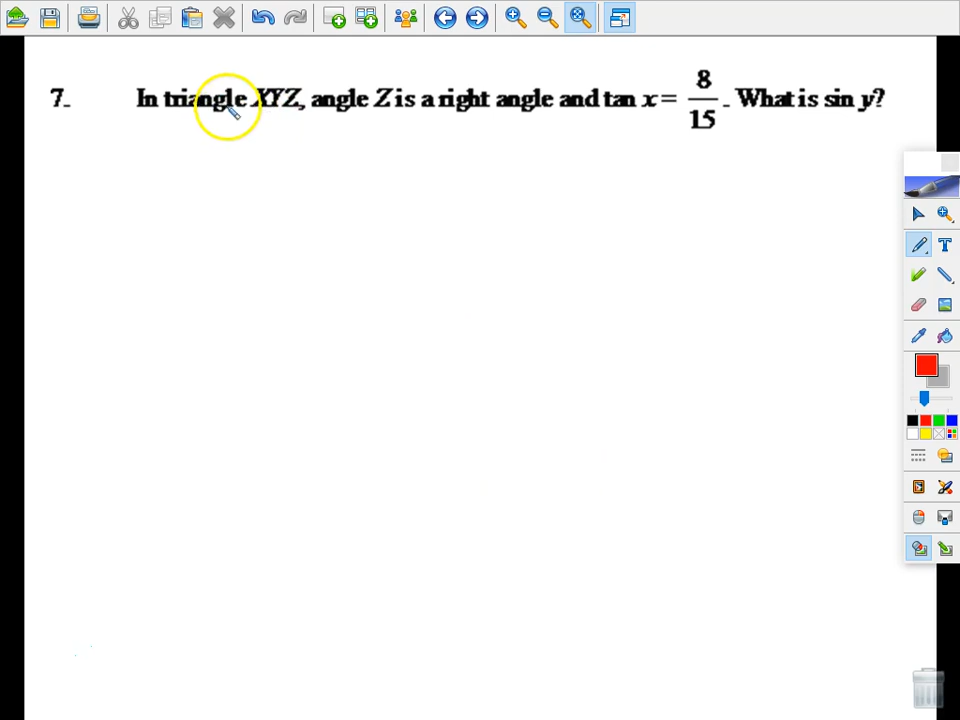 7. In triangle XYZ, angle Z is a right angle and tan x = 8/15. What is sin y?
T